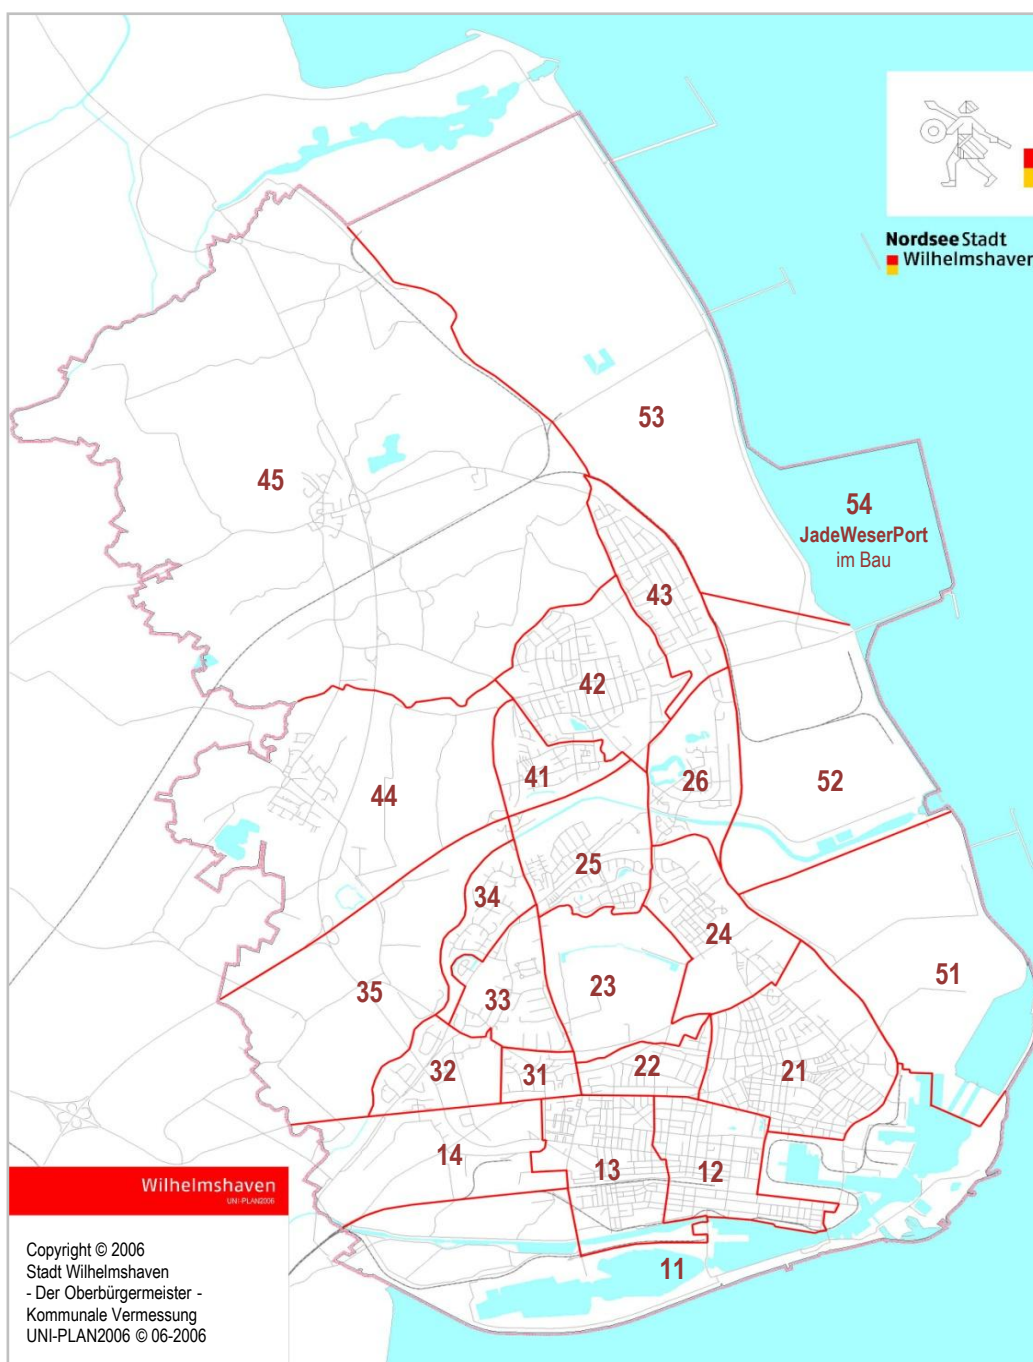 Nordsee Stadt
Wilhelmshaven
53
45
54
JadeWeserPort
im Bau
43
42
41
26
52
44
25
34
24
51
35
33
23
32
31
22
21
14
13
12
11
Wilhelmshaven
UNI-PLAN2006
Copyright © 2006
Stadt Wilhelmshaven
- Der Oberbürgermeister -
Kommunale Vermessung
UNI-PLAN2006 © 06-2006